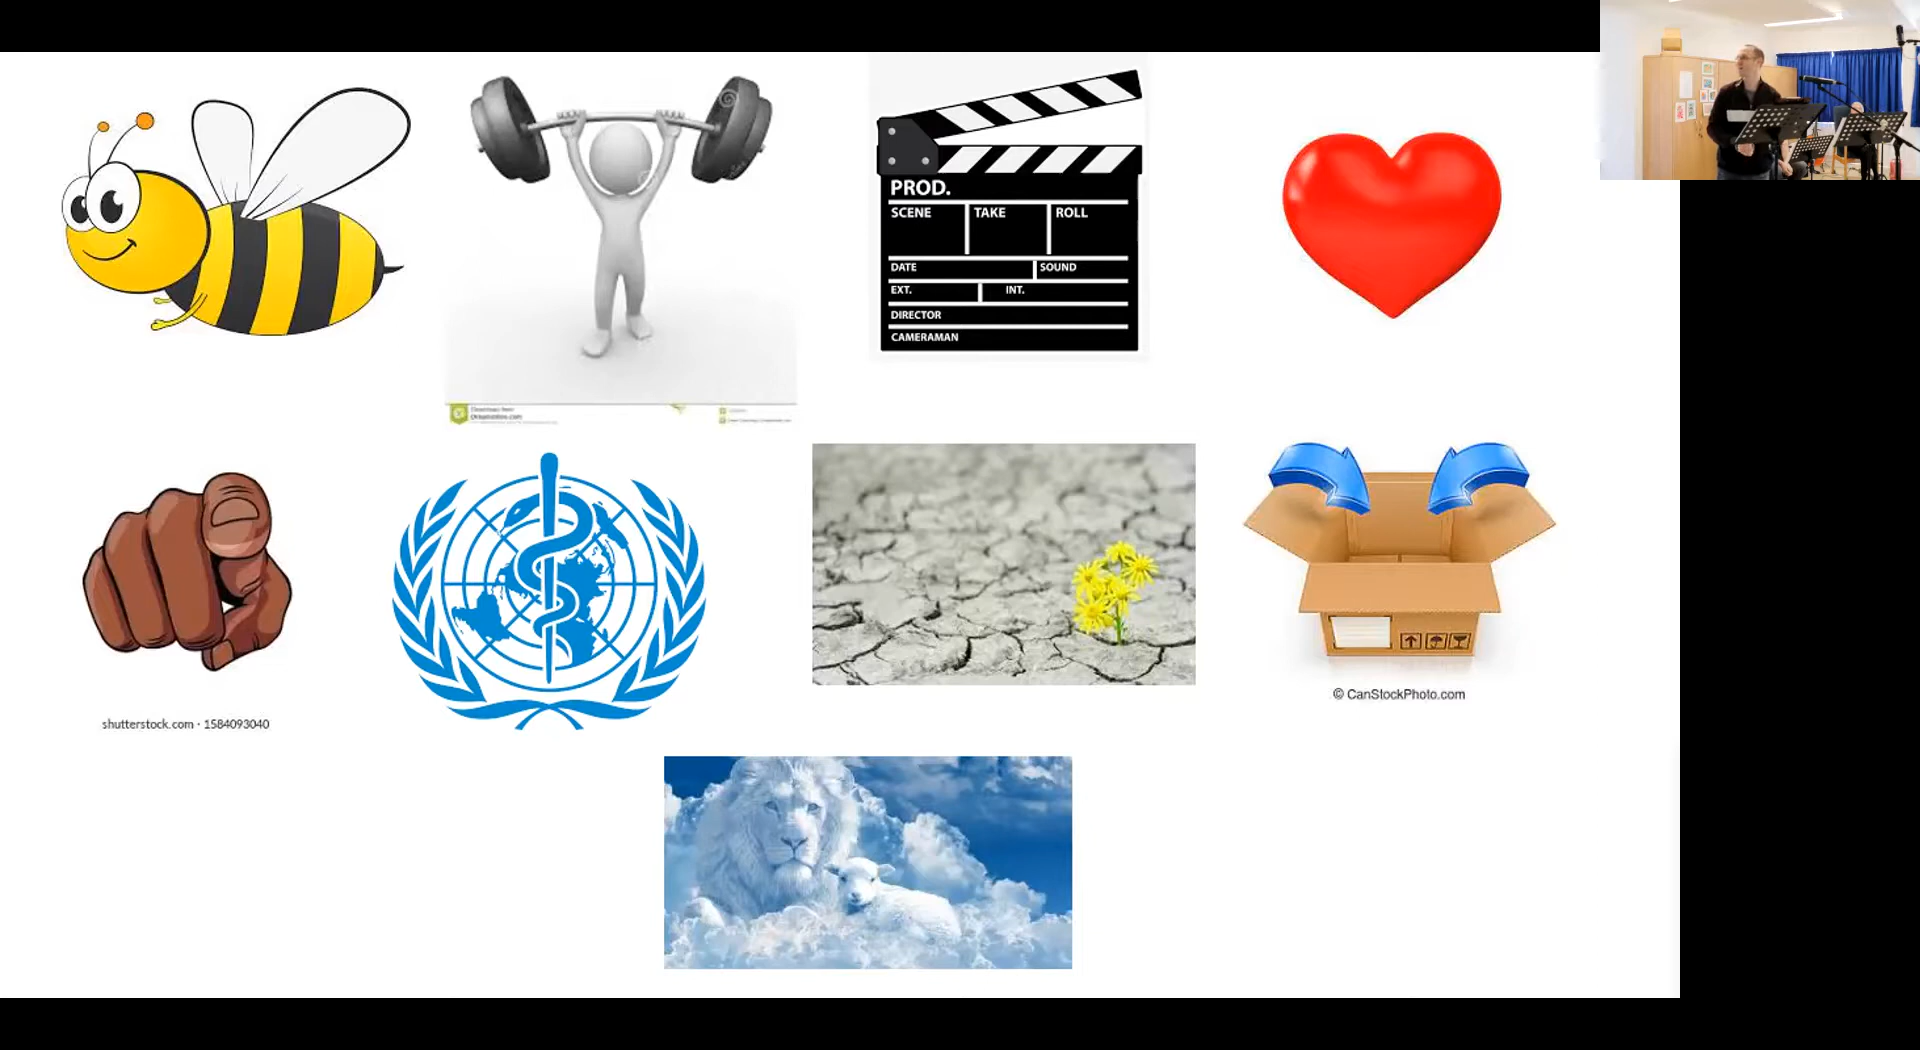 PROD.
SCENE TAKE ROLL
DATE SOUND
EXT. INT.
DIRECTOR
CAMERAMAN
shutterstock.com · 1584093040
© CanStockPhoto.com